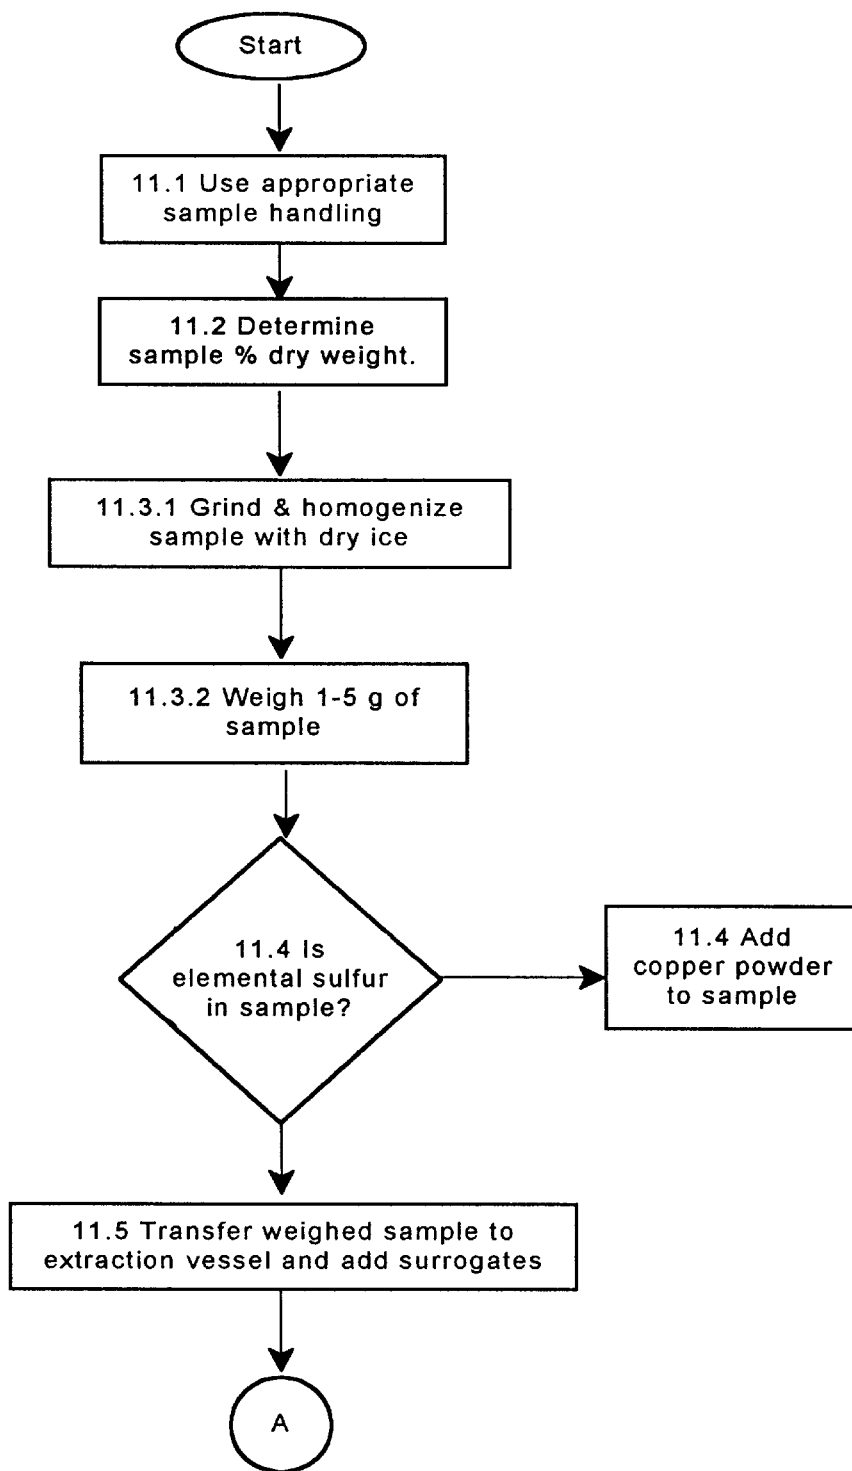 Start
11.1 Use appropriate
sample handling
11.2 Determine
sample % dry weight.
11.3.1 Grind & homogenize
sample with dry ice
11.3.2 Weigh 1-5 g of
sample
11.4 Is
elemental sulfur
in sample?
11.4 Add
copper powder
to sample
11.5 Transfer weighed sample to
extraction vessel and add surrogates
A